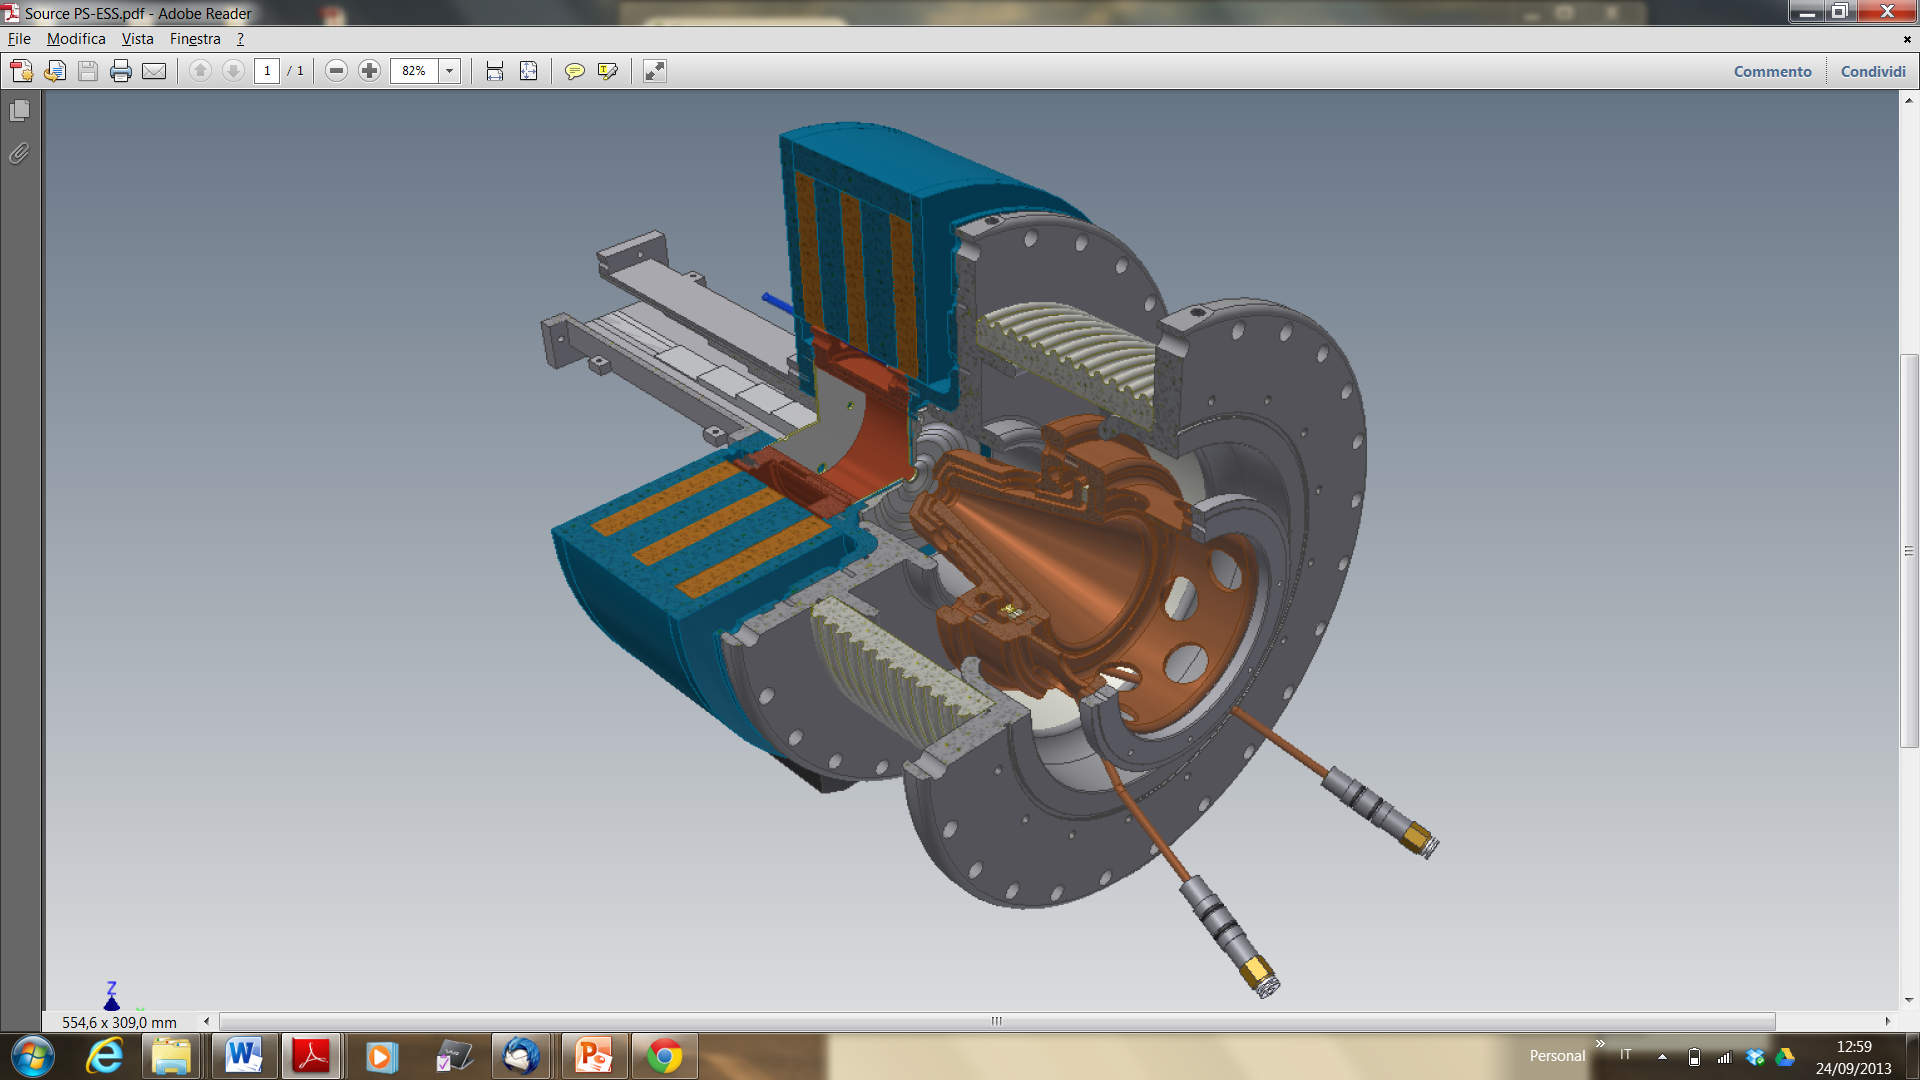 Source PS-ESS.pdf - Adobe Reader
File Modifica Vista Finestra ?
1 / 1 82% Commento Condividi
Z
554,6 x 309,0 mm
Personal » IT 12:59
24/09/2013